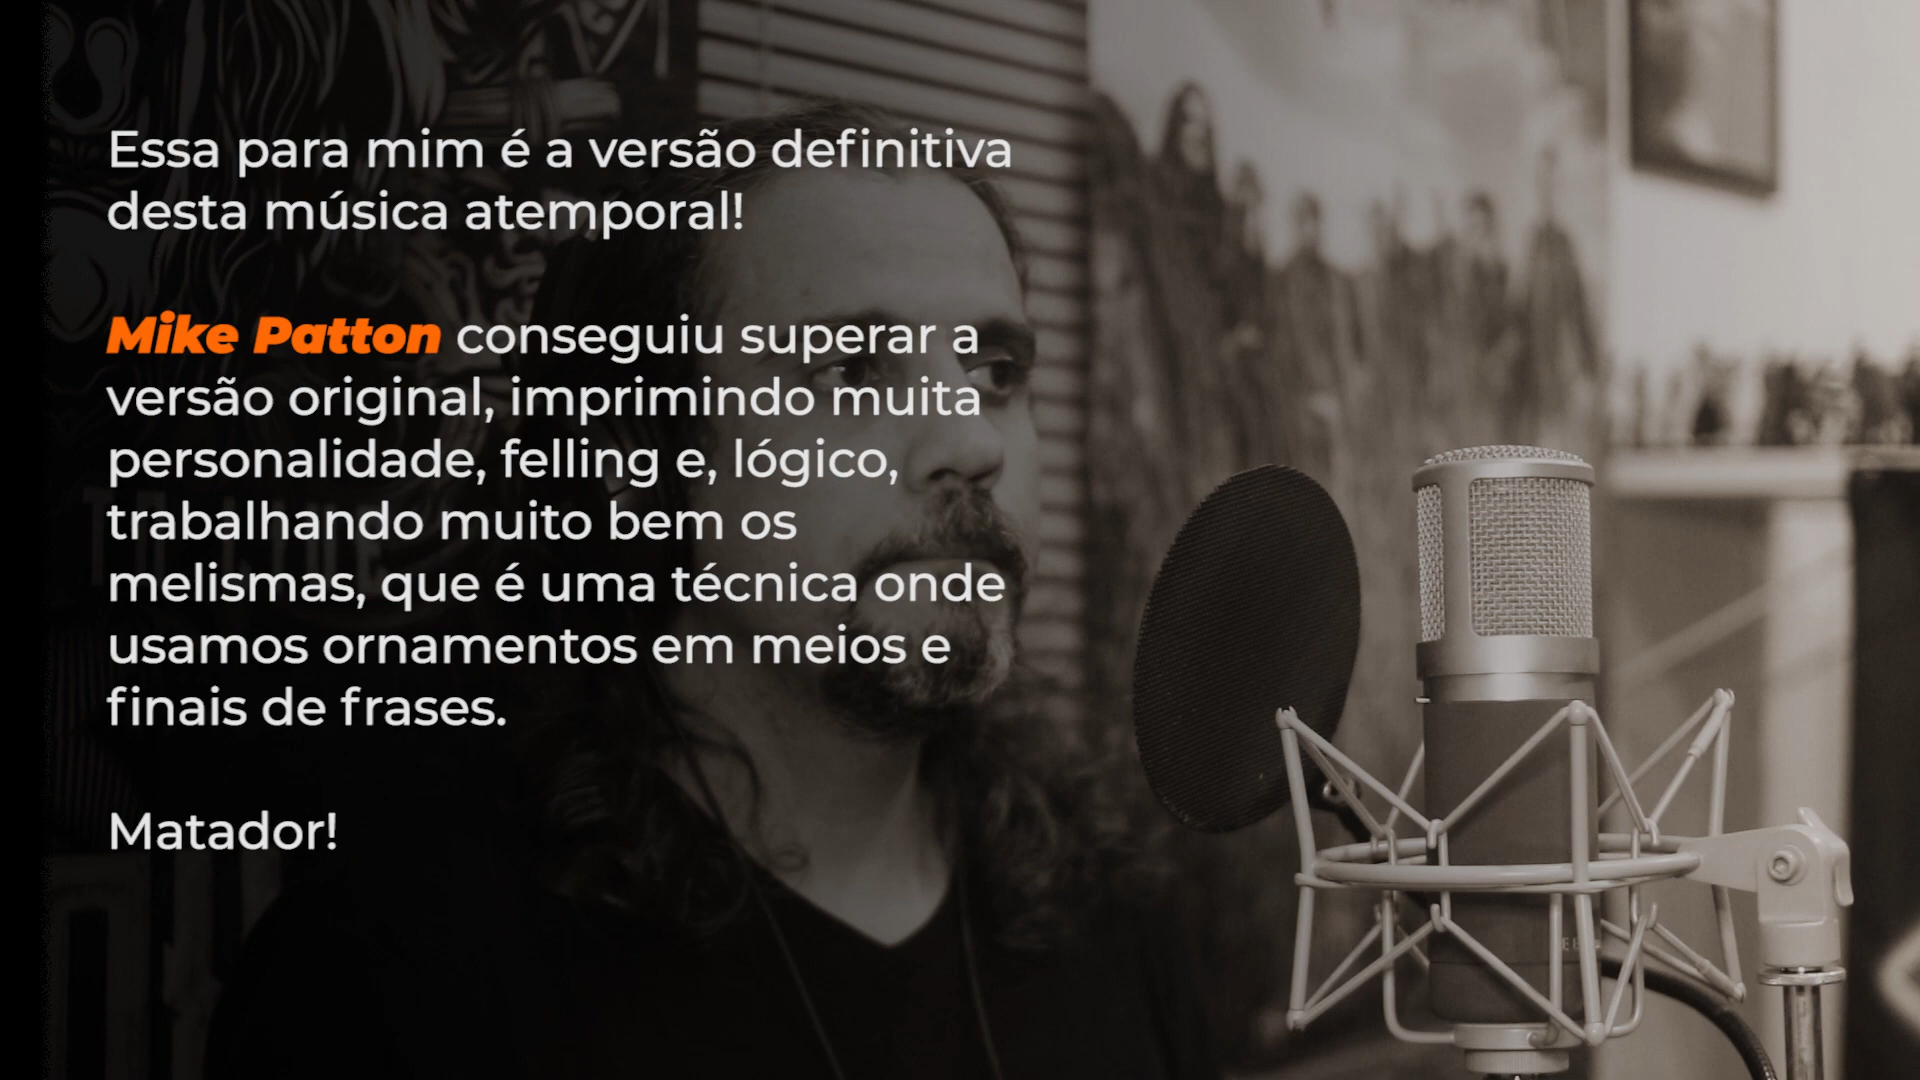 Essa para mim é a versão definitiva
desta música atemporal!
Mike Patton conseguiu superar a
versão original, imprimindo muita
personalidade, felling e, lógico,
trabalhando muito bem os
melismas, que é uma técnica onde
usamos ornamentos em meios e
finais de frases.
Matador!